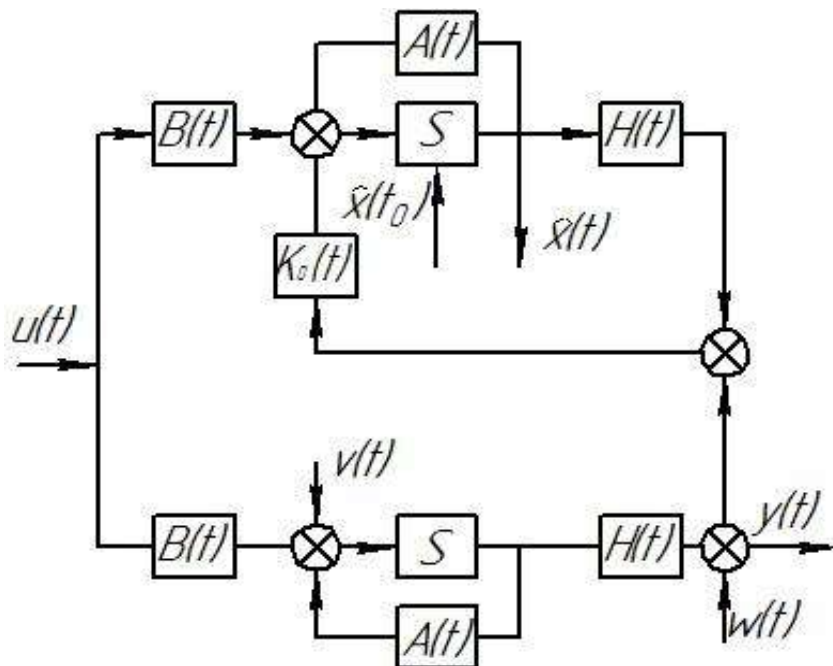 A(t)
B(t)
S
H(t)
x̂(t₀)
x̂(t)
K₀(t)
u(t)
v(t)
y(t)
B(t)
S
H(t)
A(t)
w(t)